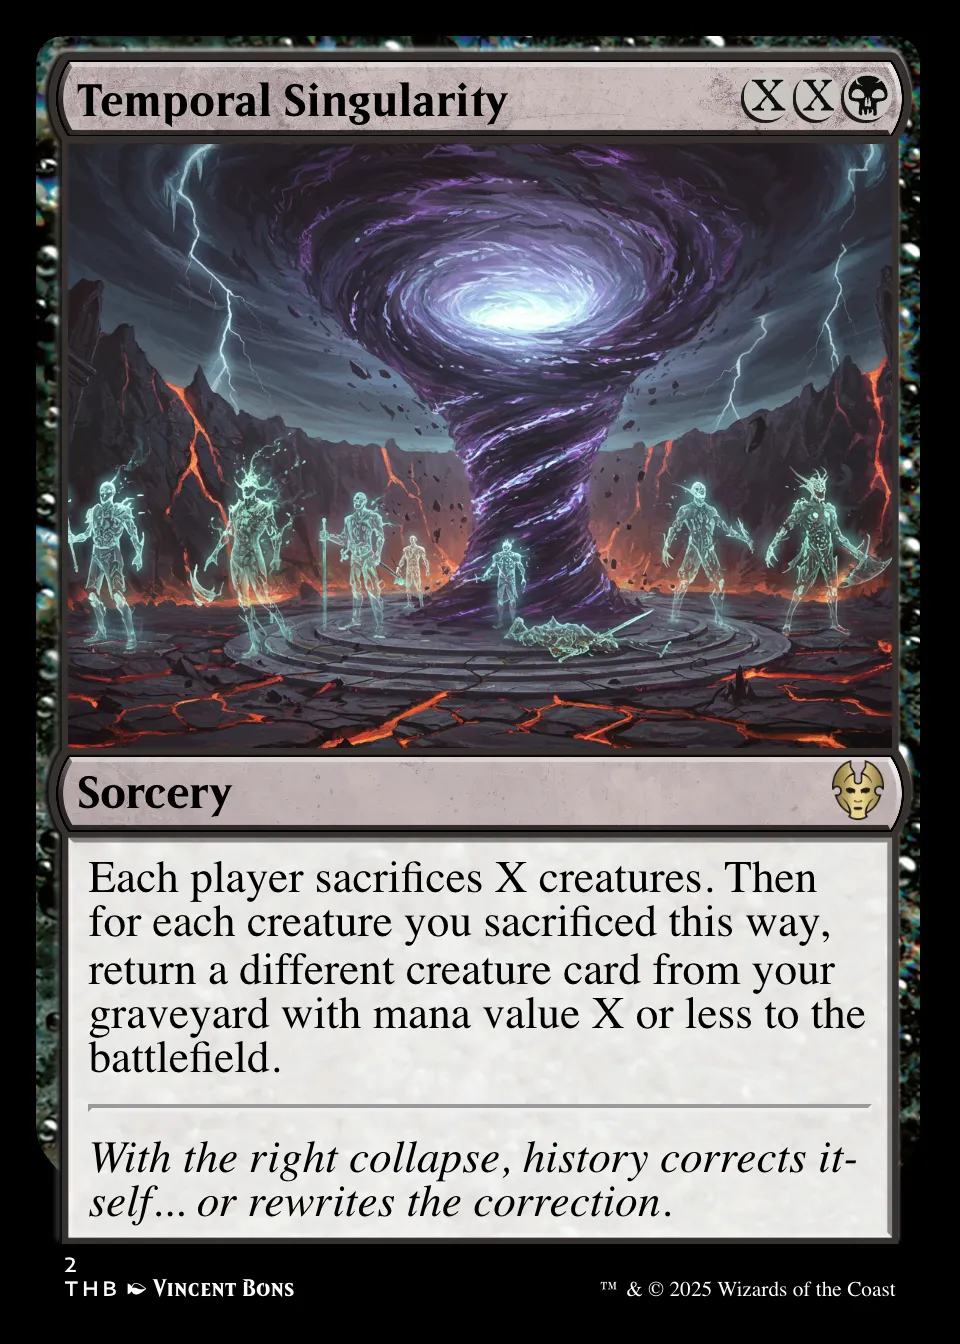 Temporal Singularity X X
Sorcery
Each player sacrifices X creatures. Then
for each creature you sacrificed this way,
return a different creature card from your
graveyard with mana value X or less to the
battlefield.
With the right collapse, history corrects it-
self... or rewrites the correction.
2
THB VINCENT BONS ™ & © 2025 Wizards of the Coast